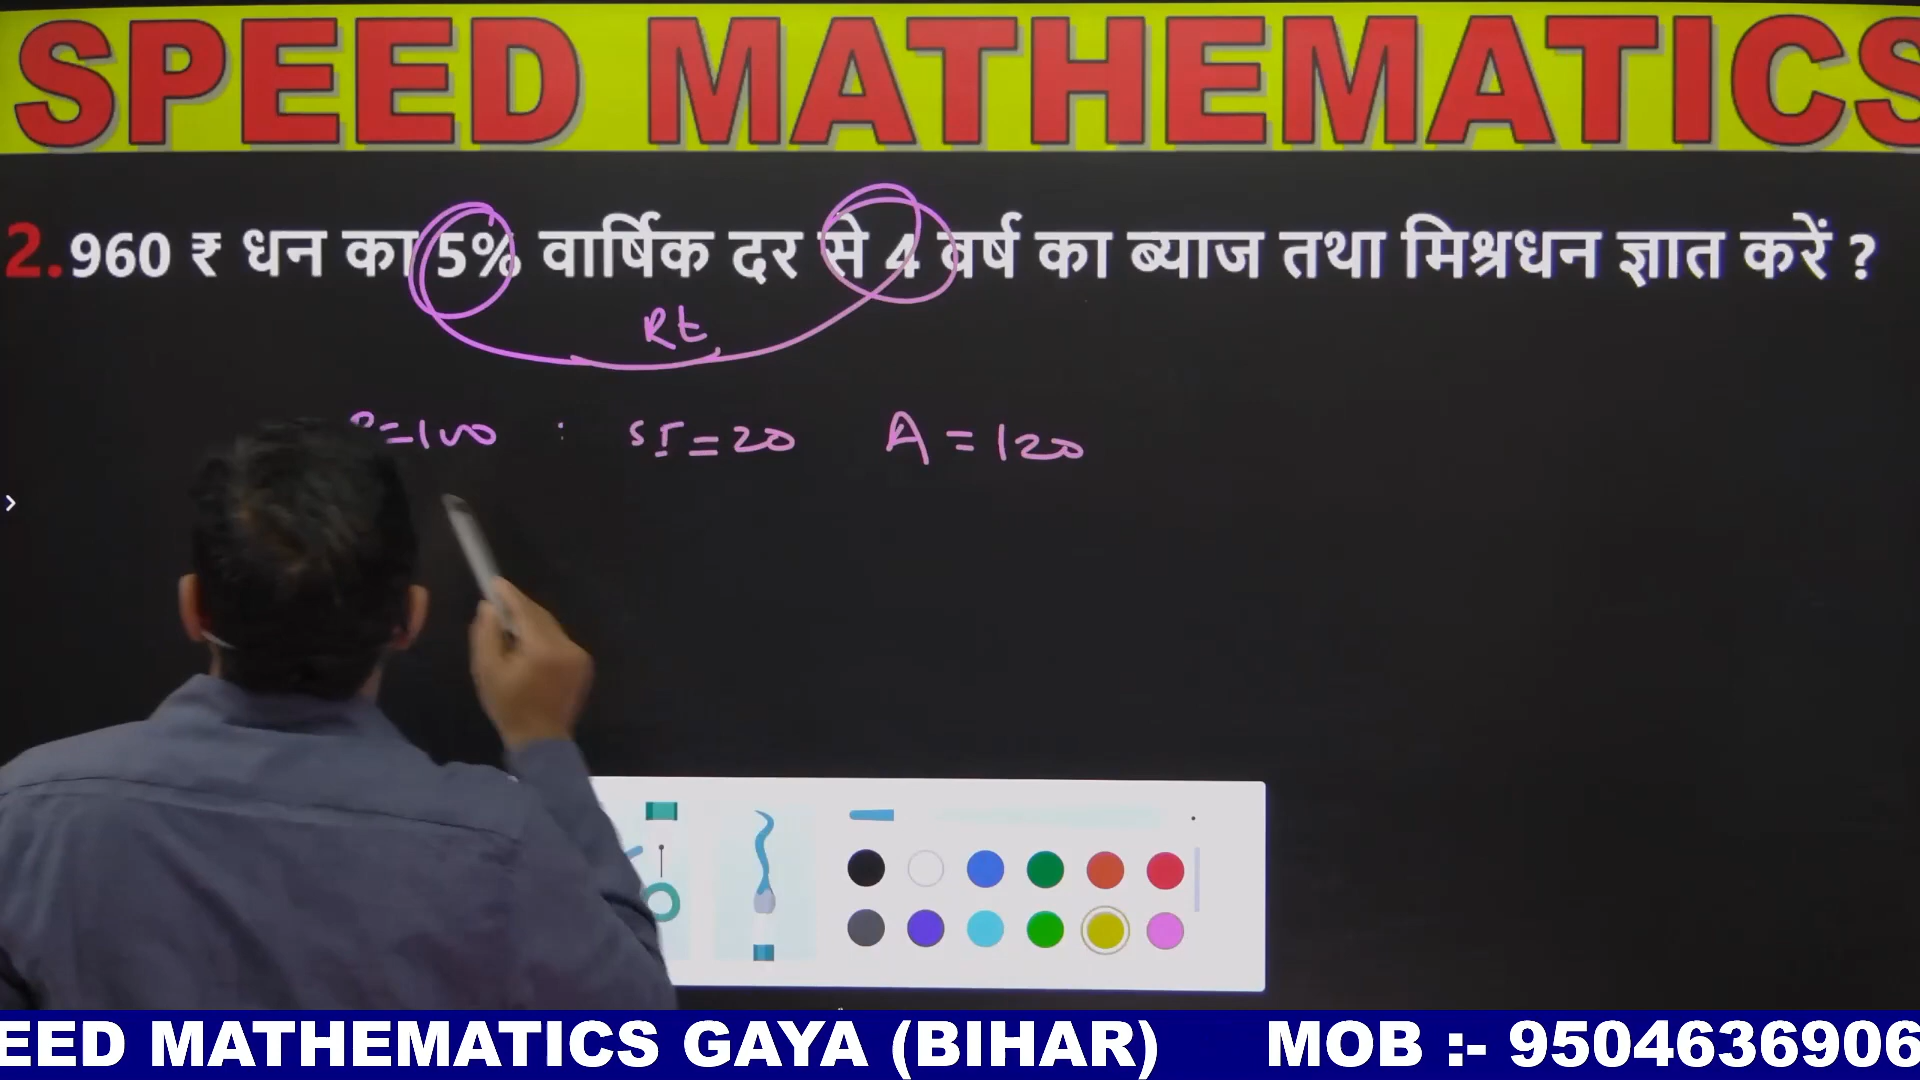 SPEED MATHEMATICS
2.960 ₹ धन का 5% वार्षिक दर से 4 वर्ष का ब्याज तथा मिश्रधन ज्ञात करें ?
Rt
P=100 : SI=20 A=120
EED MATHEMATICS GAYA (BIHAR) MOB :- 9504636906